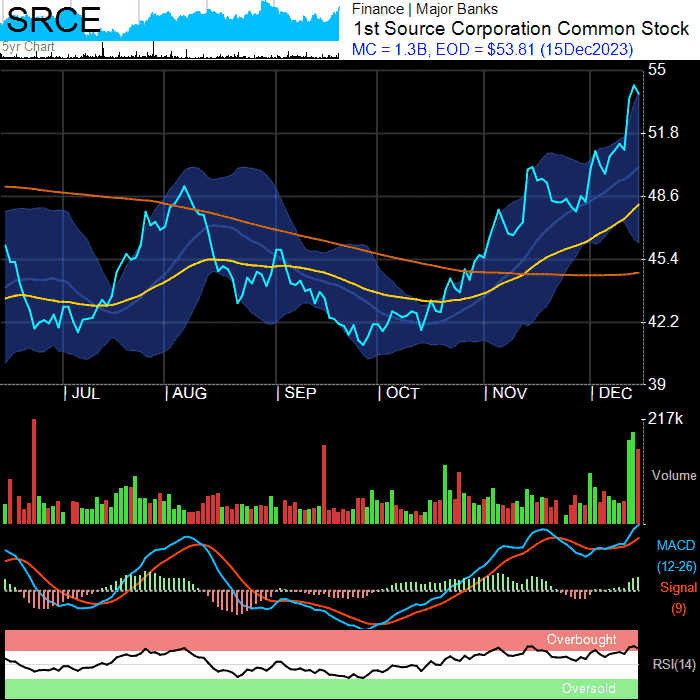 SRCE
5yr Chart
Finance | Major Banks
1st Source Corporation Common Stock
MC = 1.3B, EOD = $53.81 (15Dec2023)
55
51.8
48.6
45.4
42.2
39
JUL
AUG
SEP
OCT
NOV
DEC
217k
Volume
MACD
(12-26)
Signal
(9)
Overbought
RSI(14)
Oversold